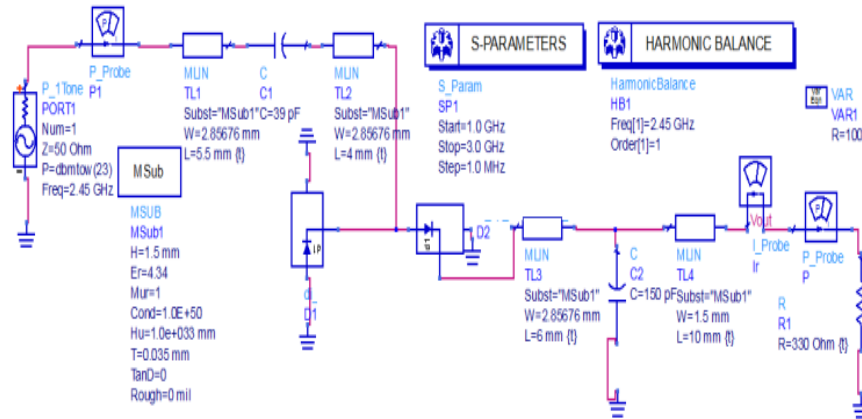 P_Probe
P1
P_1Tone
PORT1
Num=1
Z=50 Ohm
P=dbmtow(23)
Freq=2.45 GHz
MLIN
TL1
Subst="MSub1"
W=2.85676 mm
L=5.5 mm {t}
C
C1
C=39 pF
MLIN
TL2
Subst="MSub1"
W=2.85676 mm
L=4 mm {t}
S-PARAMETERS
S_Param
SP1
Start=1.0 GHz
Stop=3.0 GHz
Step=1.0 MHz
HARMONIC BALANCE
HarmonicBalance
HB1
Freq[1]=2.45 GHz
Order[1]=1
VAR
VAR1
R=100
MSub
MSUB
MSub1
H=1.5 mm
Er=4.34
Mur=1
Cond=1.0E+50
Hu=1.0e+033 mm
T=0.035 mm
TanD=0
Rough=0 mil
D1
D2
MLIN
TL3
Subst="MSub1"
W=2.85676 mm
L=6 mm {t}
C
C2
C=150 pF
MLIN
TL4
Subst="MSub1"
W=1.5 mm
L=10 mm {t}
Vout
I_Probe
Ir
P_Probe
P
R
R1
R=330 Ohm {t}